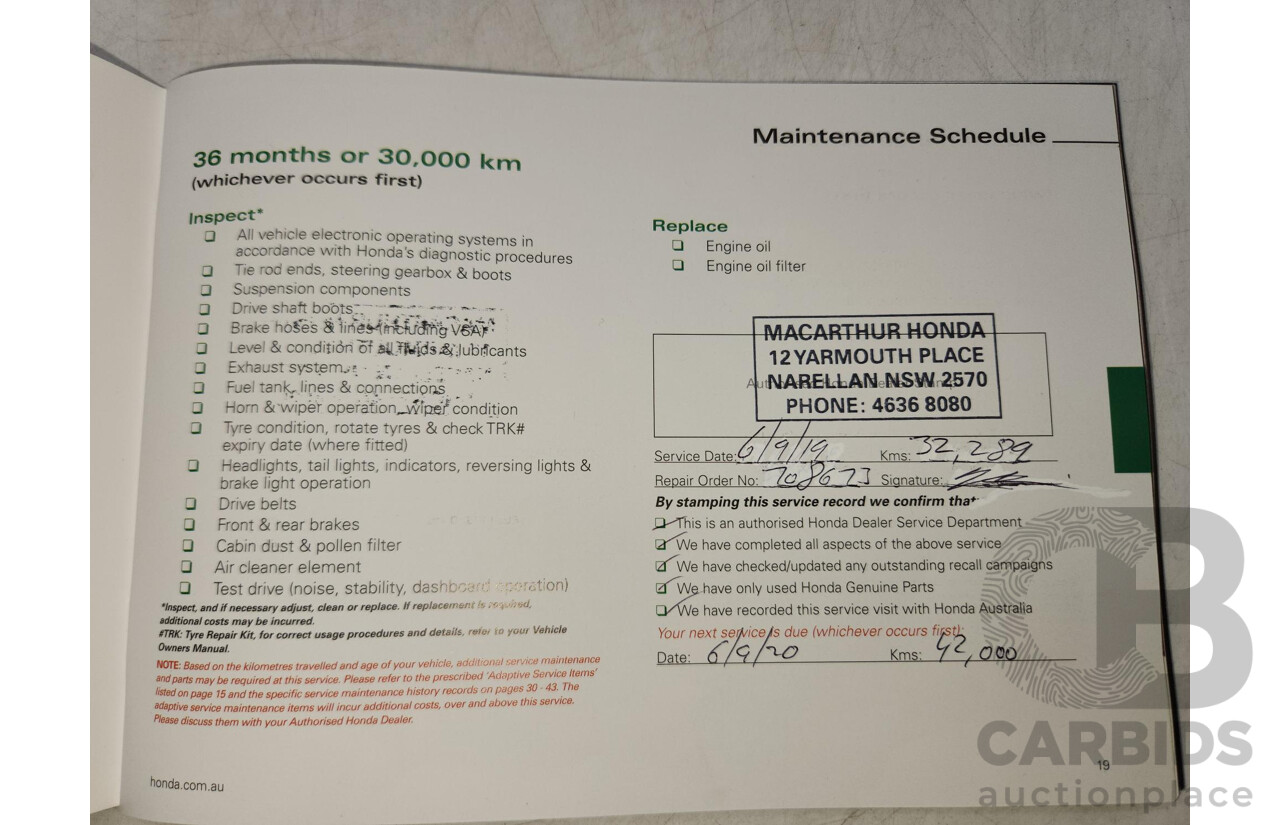 Maintenance Schedule
36 months or 30,000 km
(whichever occurs first)
Inspect*
All vehicle electronic operating systems in
accordance with Honda's diagnostic procedures
Tie rod ends, steering gearbox & boots
Suspension components
Drive shaft boots
Brake hoses & lines (including VSA)
Level & condition of all fluids & lubricants
Exhaust system
Fuel tank, lines & connections
Horn & wiper operation, wiper condition
Tyre condition, rotate tyres & check TRK#
expiry date (where fitted)
Headlights, tail lights, indicators, reversing lights &
brake light operation
Drive belts
Front & rear brakes
Cabin dust & pollen filter
Air cleaner element
Test drive (noise, stability, dashboard operation)
*Inspect, and if necessary adjust, clean or replace. If replacement is required,
additional costs may be incurred.
#TRK: Tyre Repair Kit, for correct usage procedures and details, refer to your Vehicle
Owners Manual.
NOTE: Based on the kilometres travelled and age of your vehicle, additional service maintenance
and parts may be required at this service. Please refer to the prescribed 'Adaptive Service Items'
listed on page 15 and the specific service maintenance history records on pages 30 - 43. The
adaptive service maintenance items will incur additional costs, over and above this service.
Please discuss them with your Authorised Honda Dealer.
honda.com.au
Replace
Engine oil
Engine oil filter
MACARTHUR HONDA
12 YARMOUTH PLACE
NARELLAN NSW 2570
PHONE: 4636 8080
Service Date: 6/9/19 Kms: 32,289
Repair Order No: 708673 Signature:
By stamping this service record we confirm that:
This is an authorised Honda Dealer Service Department
We have completed all aspects of the above service
We have checked/updated any outstanding recall campaigns
We have only used Honda Genuine Parts
We have recorded this service visit with Honda Australia
Your next service is due (whichever occurs first):
Date: 6/9/20 Kms: 42,000
19
CARBIDS
auctionplace